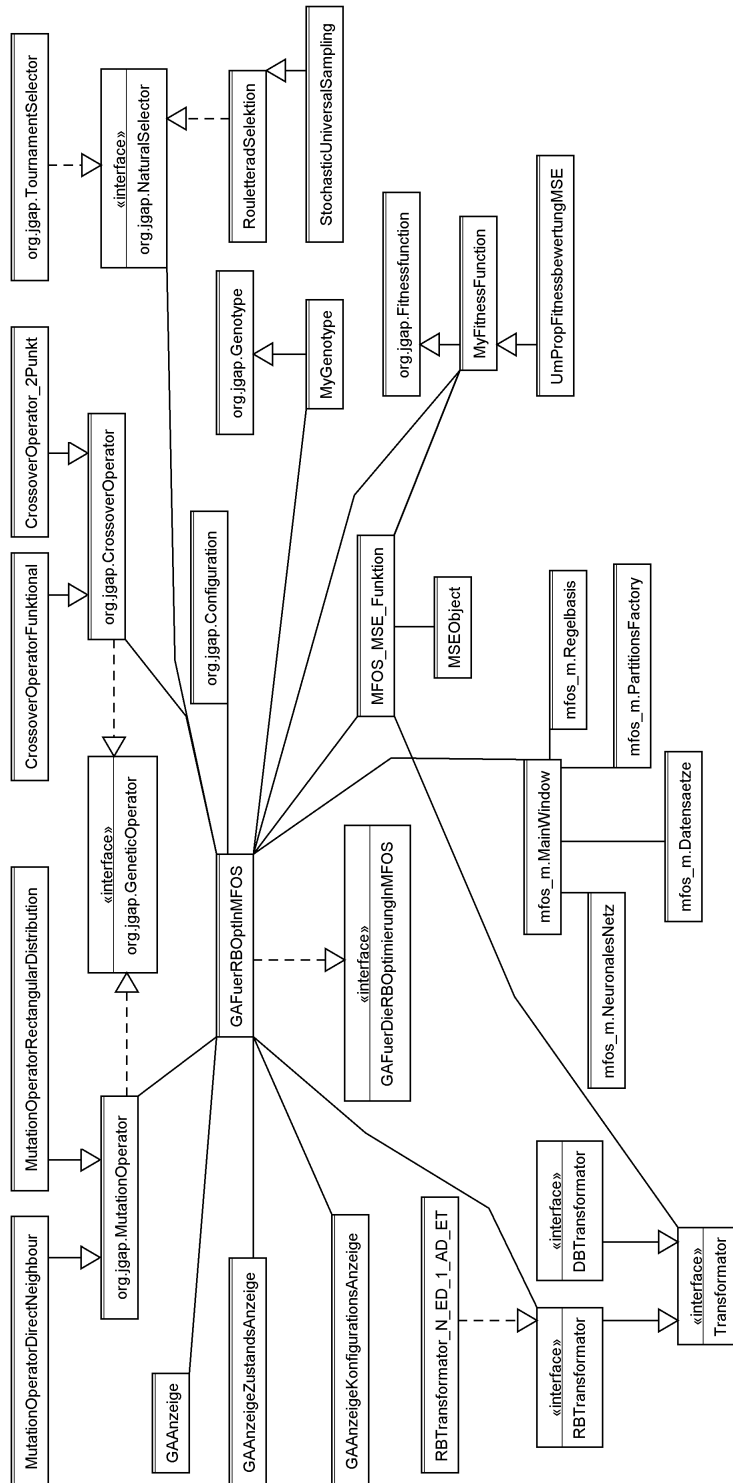 MutationOperatorDirectNeighbour
MutationOperatorRectangularDistribution
CrossoverOperatorFunktional
CrossoverOperator_2Punkt
org.jgap.TournamentSelector
org.jgap.MutationOperator
«interface»
org.jgap.GeneticOperator
org.jgap.CrossoverOperator
«interface»
org.jgap.NaturalSelector
GAAnzeige
GAFuerRBOptInMFOS
org.jgap.Configuration
org.jgap.Genotype
RouletteradSelektion
GAAnzeigeZustandsAnzeige
MyGenotype
StochasticUniversalSampling
GAAnzeigeKonfigurationsAnzeige
«interface»
GAFuerDieRBOptimierungInMFOS
MFOS_MSE_Funktion
org.jgap.Fitnessfunction
RBTransformator_N_ED_1_AD_ET
MSEObject
MyFitnessFunction
«interface»
RBTransformator
«interface»
DBTransformator
mfos_m.MainWindow
mfos_m.Regelbasis
UmPropFitnessbewertungMSE
mfos_m.NeuronalesNetz
mfos_m.PartitionsFactory
«interface»
Transformator
mfos_m.Datensaetze